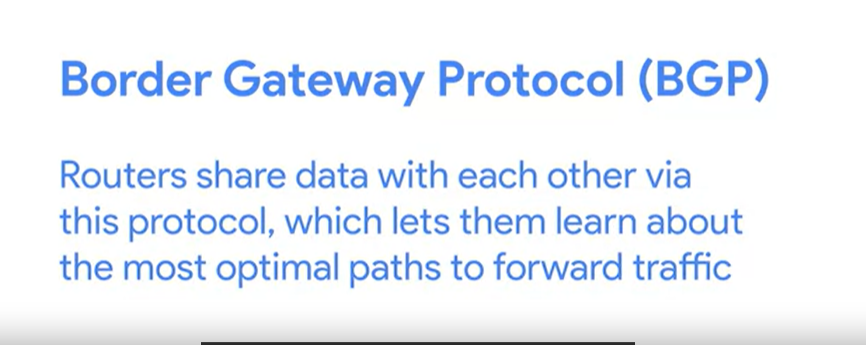 Border Gateway Protocol (BGP)
Routers share data with each other via
this protocol, which lets them learn about
the most optimal paths to forward traffic